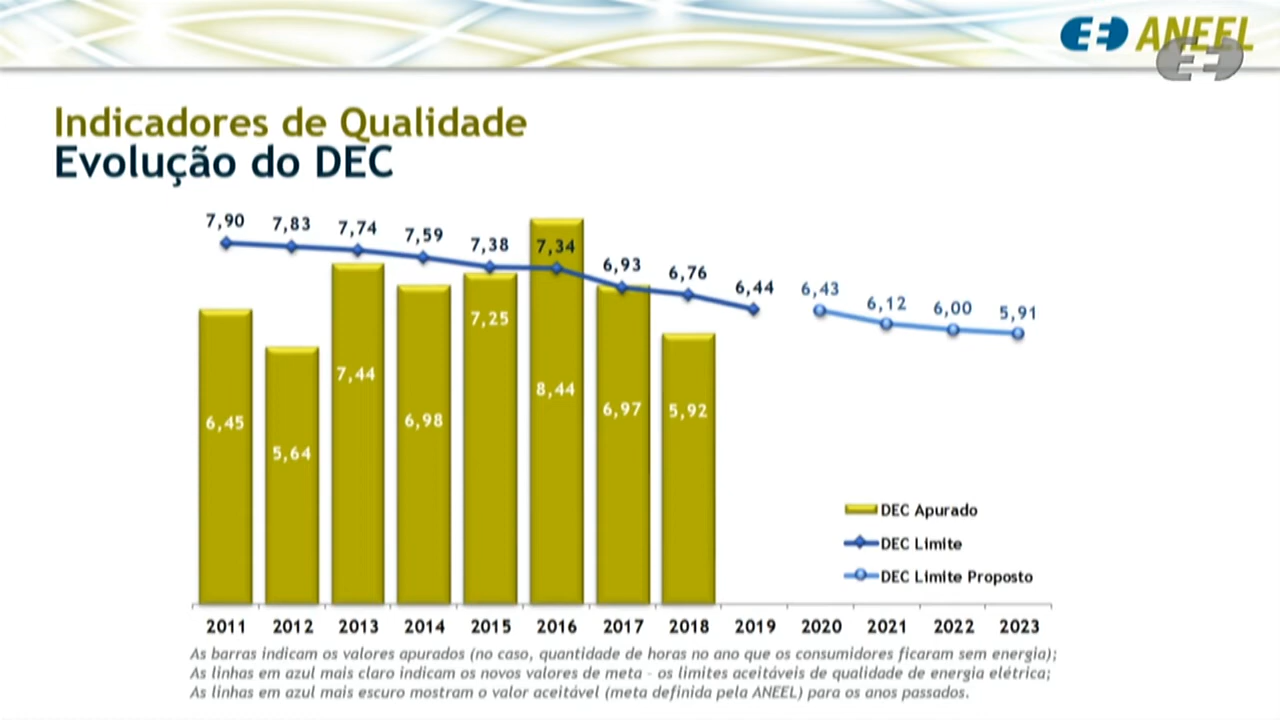 ANEEL
Indicadores de Qualidade
Evolução do DEC
7,90 7,83 7,74 7,59 7,38 7,34 6,93 6,76 6,44 6,43 6,12 6,00 5,91
6,45 5,64 7,44 6,98 7,25 8,44 6,97 5,92
DEC Apurado
DEC Limite
DEC Limite Proposto
2011 2012 2013 2014 2015 2016 2017 2018 2019 2020 2021 2022 2023
As barras indicam os valores apurados (no caso, quantidade de horas no ano que os consumidores ficaram sem energia);
As linhas em azul mais claro indicam os novos valores de meta - os limites aceitáveis de qualidade de energia elétrica;
As linhas em azul mais escuro mostram o valor aceitável (meta definida pela ANEEL) para os anos passados.